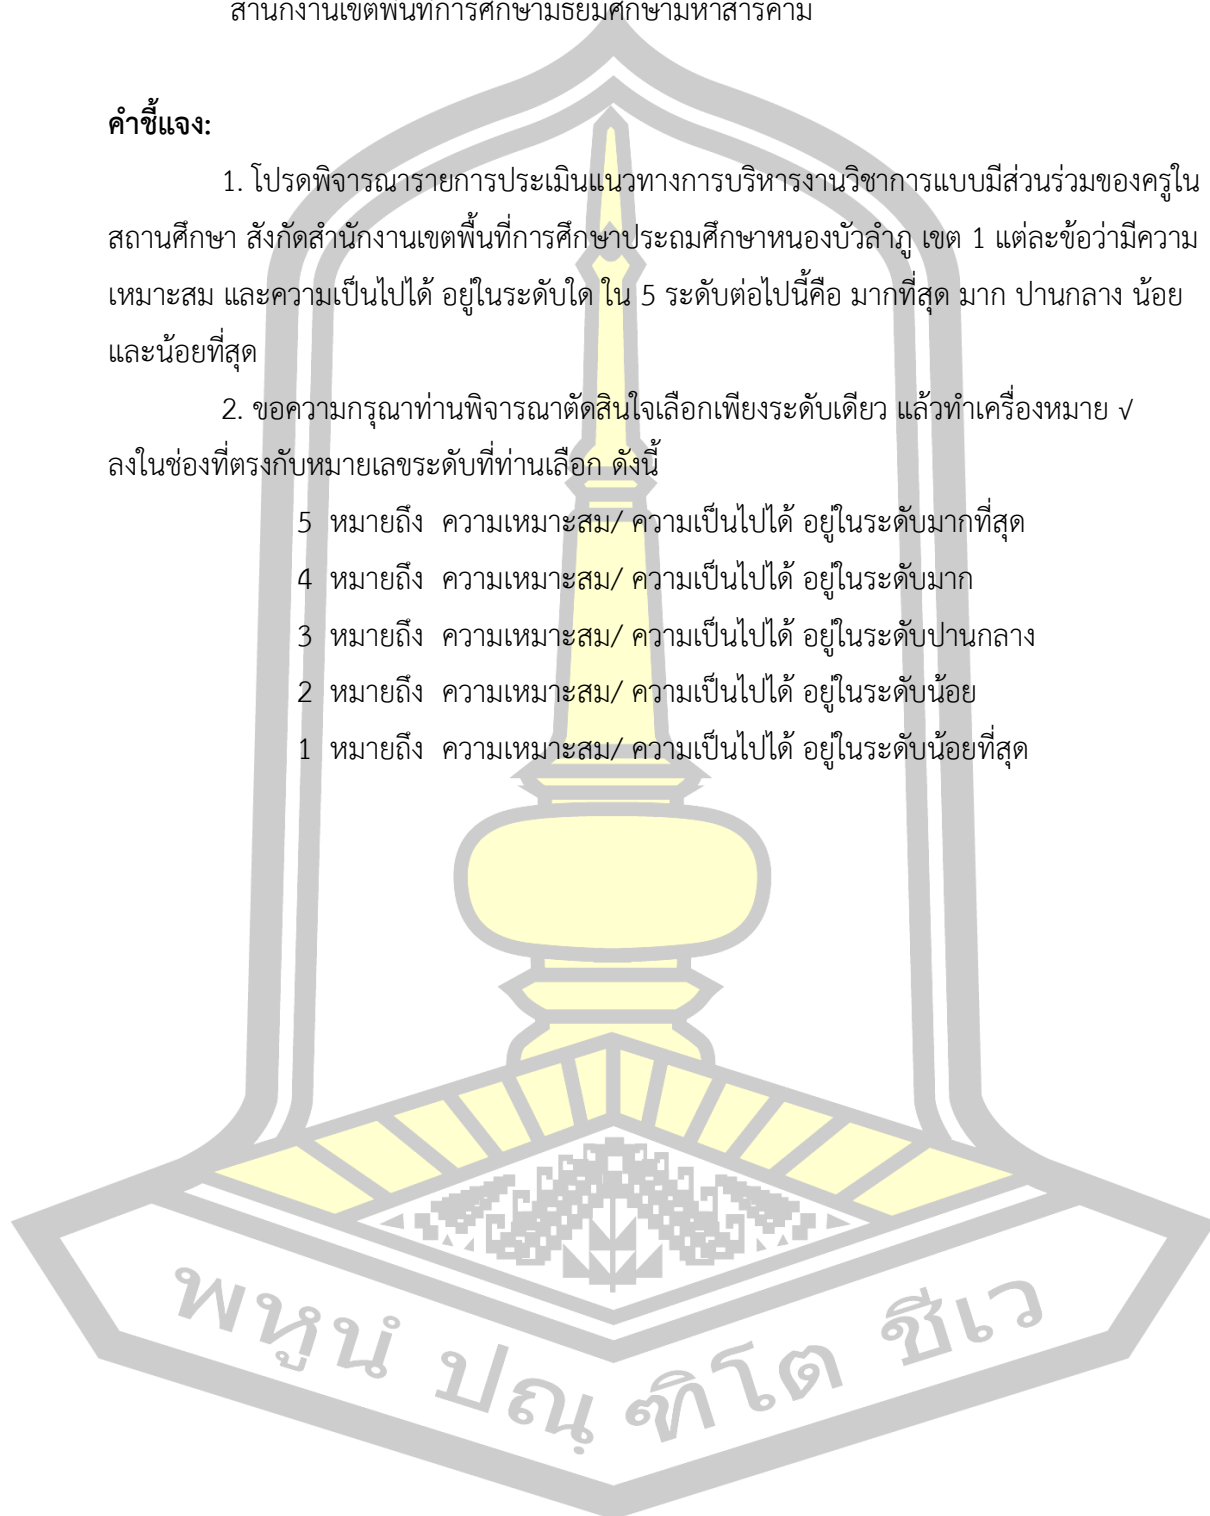 สำนักงานเขตพื้นที่การศึกษามัธยมศึกษามหาสารคาม
คำชี้แจง:
1. โปรดพิจารณารายการประเมินแนวทางการบริหารงานวิชาการแบบมีส่วนร่วมของครูใน
สถานศึกษา สังกัดสำนักงานเขตพื้นที่การศึกษาประถมศึกษาหนองบัวลำภู เขต 1 แต่ละข้อว่ามีความ
เหมาะสม และความเป็นไปได้ อยู่ในระดับใด ใน 5 ระดับต่อไปนี้คือ มากที่สุด มาก ปานกลาง น้อย
และน้อยที่สุด
2. ขอความกรุณาท่านพิจารณาตัดสินใจเลือกเพียงระดับเดียว แล้วทำเครื่องหมาย √
ลงในช่องที่ตรงกับหมายเลขระดับที่ท่านเลือก ดังนี้
5 หมายถึง ความเหมาะสม/ ความเป็นไปได้ อยู่ในระดับมากที่สุด
4 หมายถึง ความเหมาะสม/ ความเป็นไปได้ อยู่ในระดับมาก
3 หมายถึง ความเหมาะสม/ ความเป็นไปได้ อยู่ในระดับปานกลาง
2 หมายถึง ความเหมาะสม/ ความเป็นไปได้ อยู่ในระดับน้อย
1 หมายถึง ความเหมาะสม/ ความเป็นไปได้ อยู่ในระดับน้อยที่สุด
พหูนํ ปณฺฑิโต ชีเว